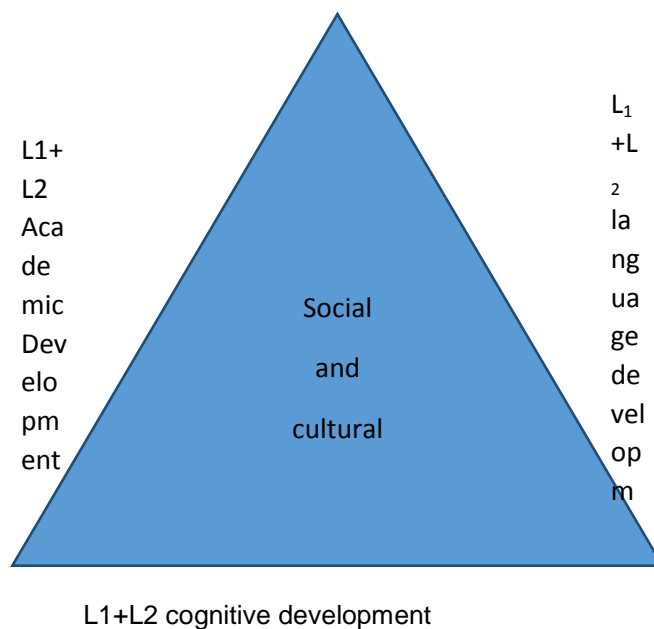 L1+
L2
Aca
de
mic
Dev
elo
pm
ent
L₁
+L
₂
la
ng
ua
ge
de
vel
op
m
Social
and
cultural
L1+L2 cognitive development